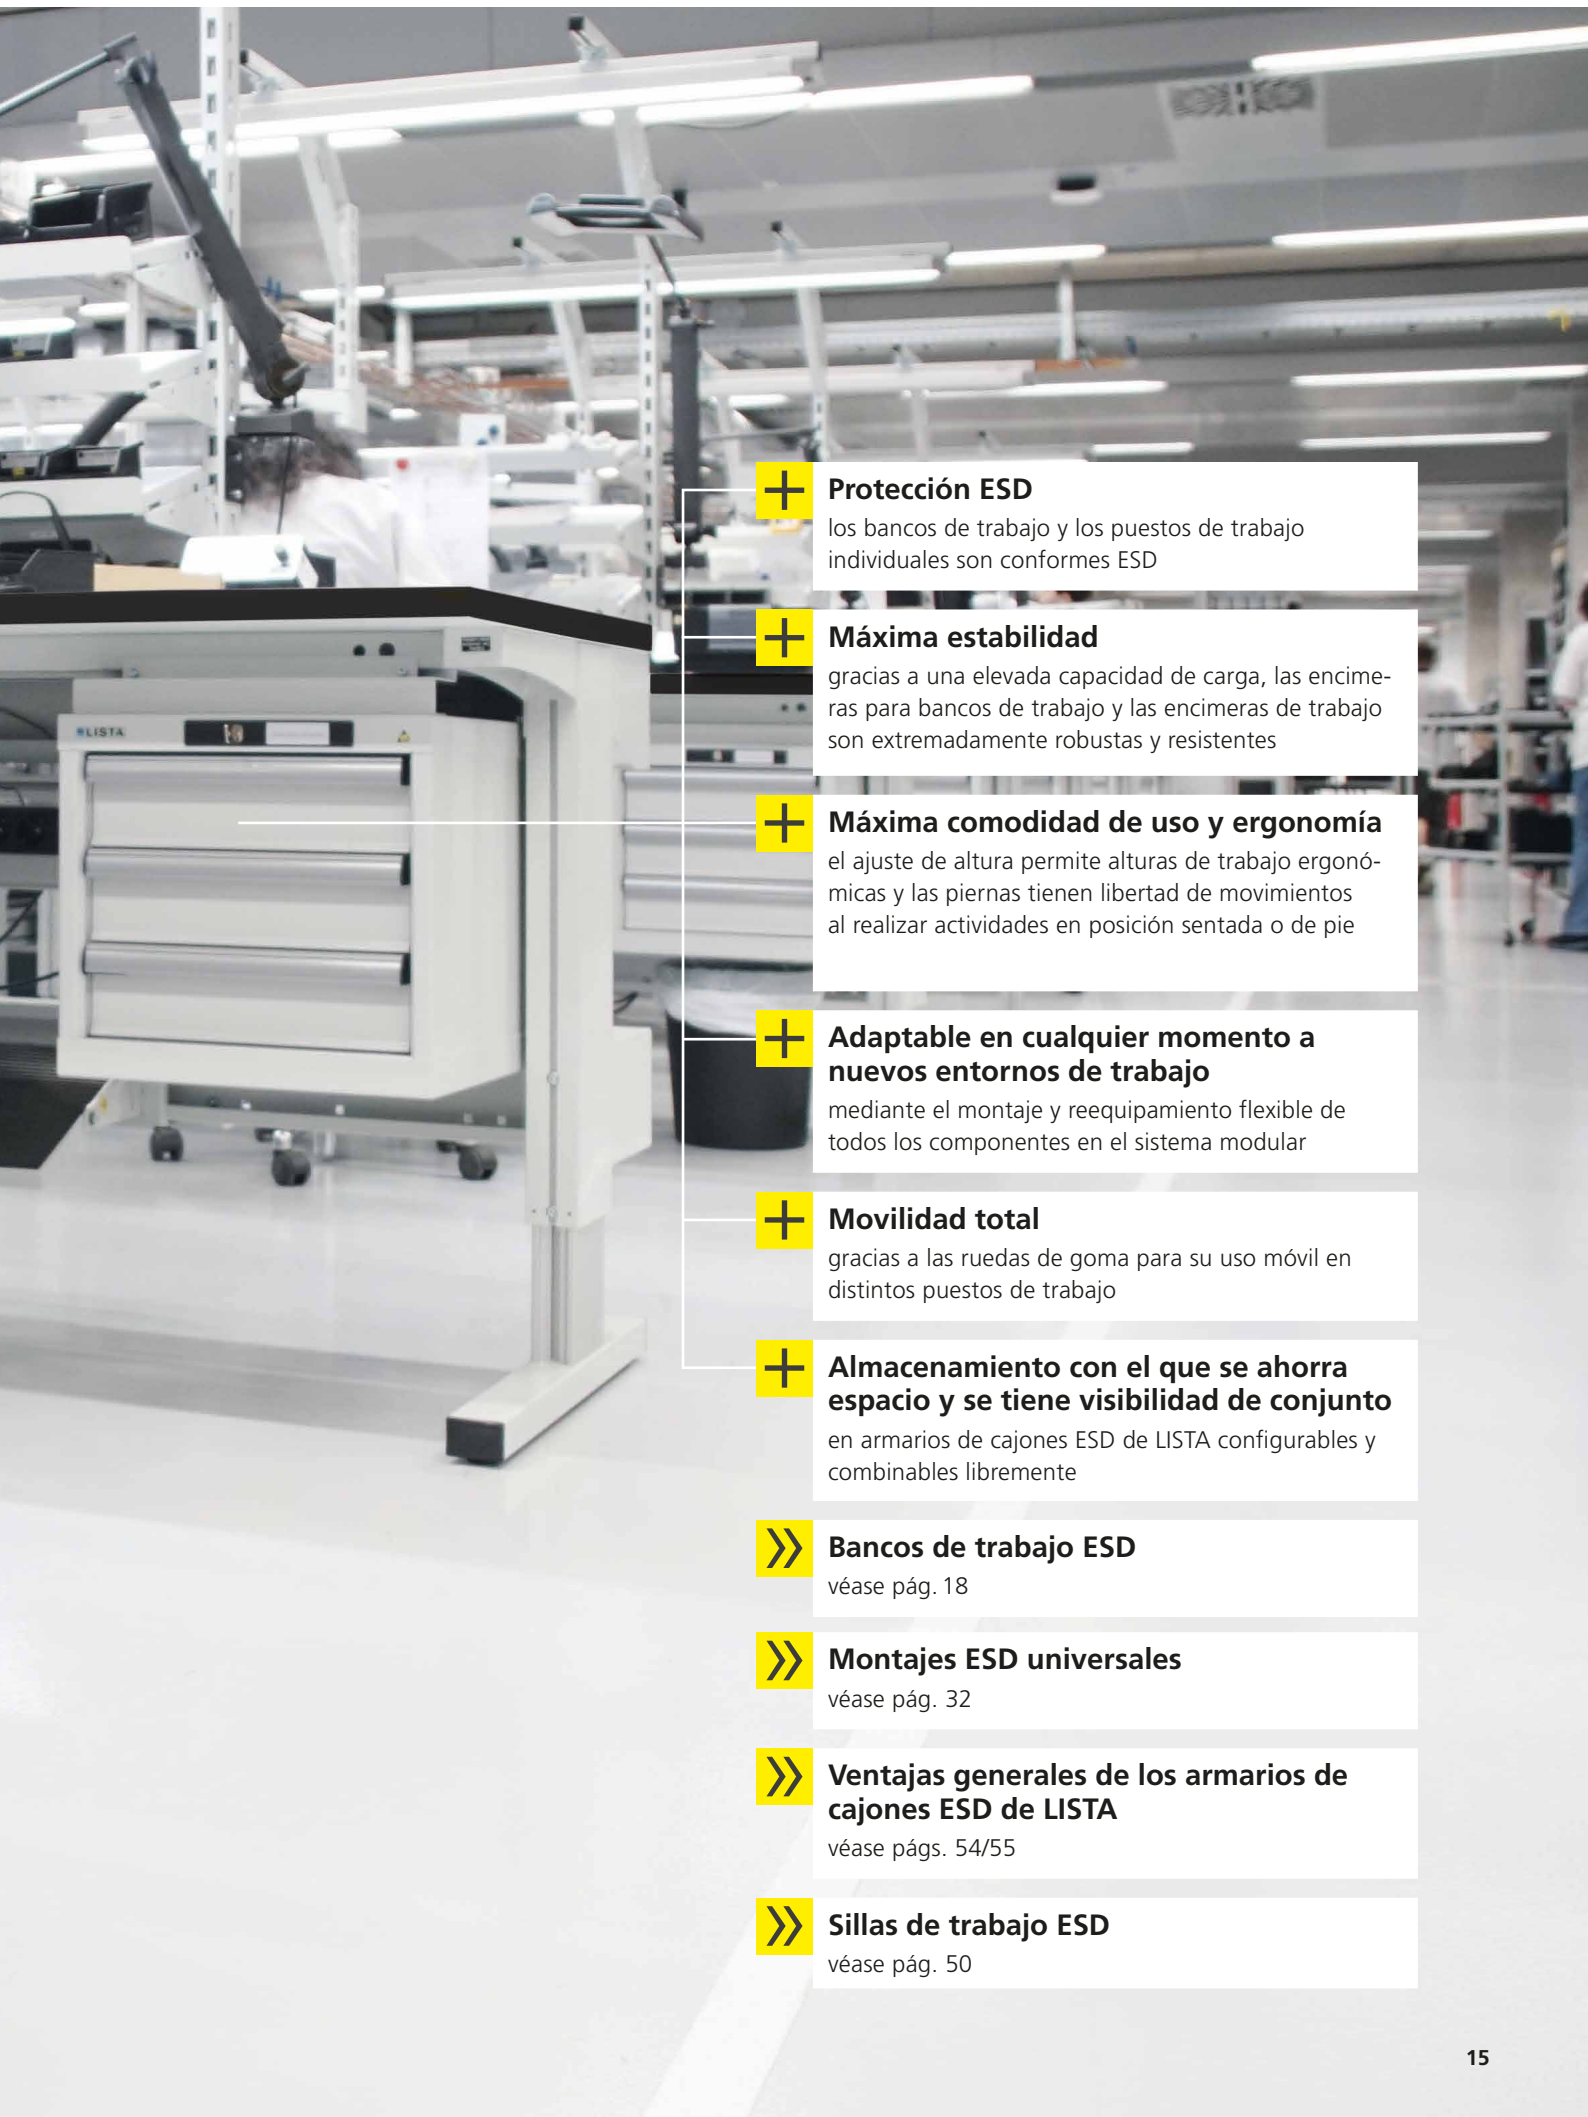 LISTA
Protección ESD
los bancos de trabajo y los puestos de trabajo
individuales son conformes ESD
Máxima estabilidad
gracias a una elevada capacidad de carga, las encime-
ras para bancos de trabajo y las encimeras de trabajo
son extremadamente robustas y resistentes
Máxima comodidad de uso y ergonomía
el ajuste de altura permite alturas de trabajo ergonó-
micas y las piernas tienen libertad de movimientos
al realizar actividades en posición sentada o de pie
Adaptable en cualquier momento a
nuevos entornos de trabajo
mediante el montaje y reequipamiento flexible de
todos los componentes en el sistema modular
Movilidad total
gracias a las ruedas de goma para su uso móvil en
distintos puestos de trabajo
Almacenamiento con el que se ahorra
espacio y se tiene visibilidad de conjunto
en armarios de cajones ESD de LISTA configurables y
combinables libremente
Bancos de trabajo ESD
véase pág. 18
Montajes ESD universales
véase pág. 32
Ventajas generales de los armarios de
cajones ESD de LISTA
véase págs. 54/55
Sillas de trabajo ESD
véase pág. 50
15